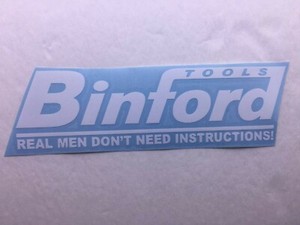 TOOLS
Binford
REAL MEN DON'T NEED INSTRUCTIONS!